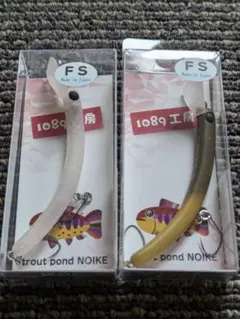 FS
Made in Japan
1089工房
trout pond NOIKE
FS
Made in Japan
1089工房
pond NOIKE